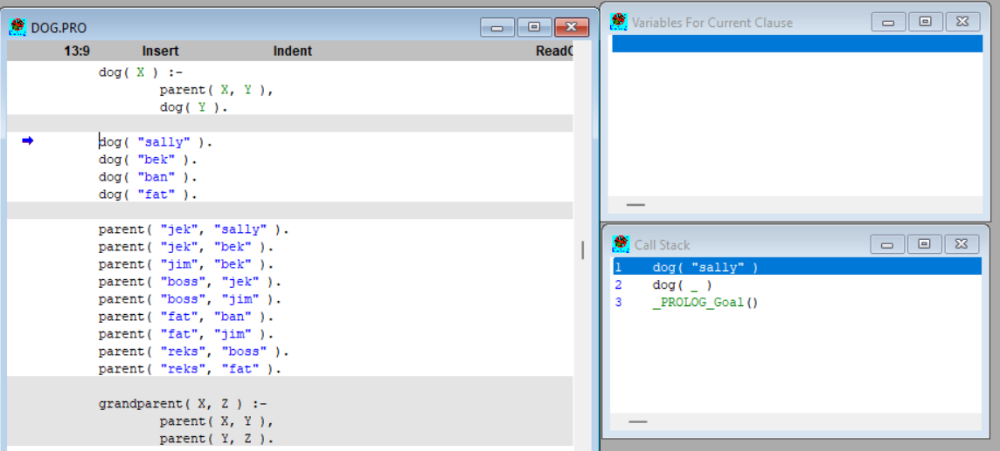 DOG.PRO
13:9 Insert Indent ReadO
dog( X ) :-
parent( X, Y ),
dog( Y ).
dog( "sally" ).
dog( "bek" ).
dog( "ban" ).
dog( "fat" ).
parent( "jek", "sally" ).
parent( "jek", "bek" ).
parent( "jim", "bek" ).
parent( "boss", "jek" ).
parent( "boss", "jim" ).
parent( "fat", "ban" ).
parent( "fat", "jim" ).
parent( "reks", "boss" ).
parent( "reks", "fat" ).
grandparent( X, Z ) :-
parent( X, Y ),
parent( Y, Z ).
Variables For Current Clause
Call Stack
1 dog( "sally" )
2 dog( _ )
3 _PROLOG_Goal()